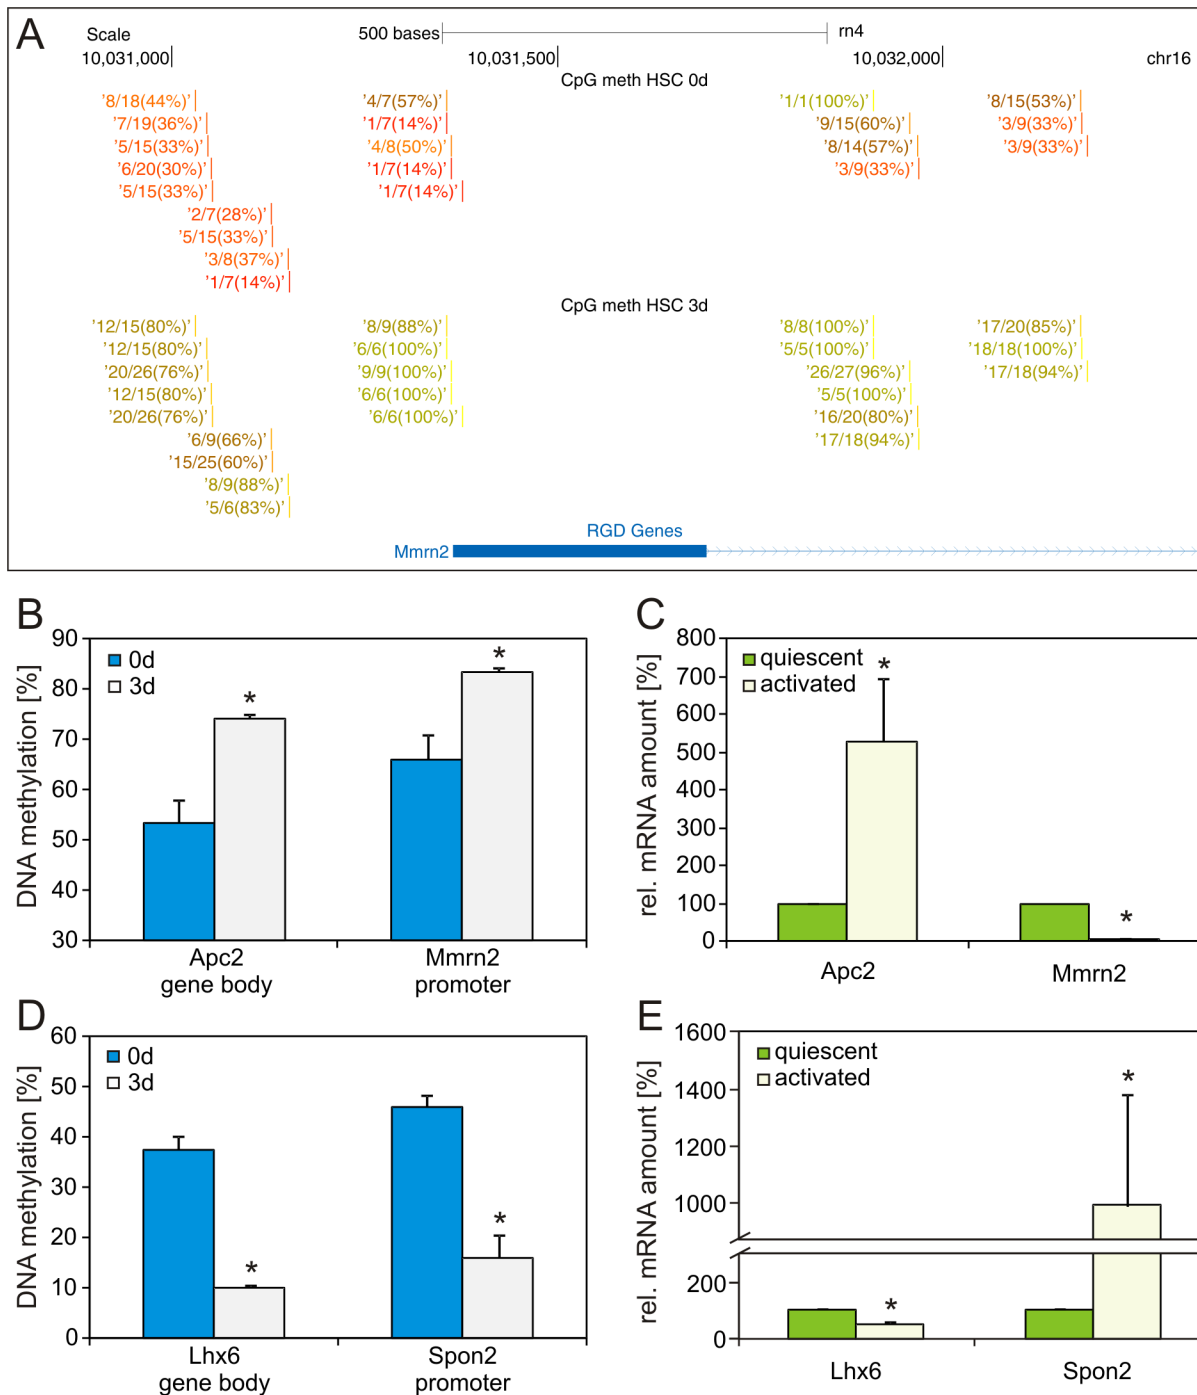 A
Scale
500 bases
rn4
10,031,000
10,031,500
10,032,000
chr16
CpG meth HSC 0d
'8/18(44%)'
'7/19(36%)'
'5/15(33%)'
'6/20(30%)'
'5/15(33%)'
'2/7(28%)'
'5/15(33%)'
'3/8(37%)'
'1/7(14%)'
'4/7(57%)'
'1/7(14%)'
'4/8(50%)'
'1/7(14%)'
'1/7(14%)'
'1/1(100%)'
'9/15(60%)'
'8/14(57%)'
'3/9(33%)'
'8/15(53%)'
'3/9(33%)'
'3/9(33%)'
CpG meth HSC 3d
'12/15(80%)'
'12/15(80%)'
'20/26(76%)'
'12/15(80%)'
'20/26(76%)'
'6/9(66%)'
'15/25(60%)'
'8/9(88%)'
'5/6(83%)'
'8/9(88%)'
'6/6(100%)'
'9/9(100%)'
'6/6(100%)'
'6/6(100%)'
'8/8(100%)'
'5/5(100%)'
'26/27(96%)'
'5/5(100%)'
'16/20(80%)'
'17/18(94%)'
'17/20(85%)'
'18/18(100%)'
'17/18(94%)'
RGD Genes
Mmrn2
B
DNA methylation [%]
90
80
70
60
50
40
30
0d
3d
*
*
Apc2
gene body
Mmrn2
promoter
C
rel. mRNA amount [%]
800
700
600
500
400
300
200
100
0
quiescent
activated
*
*
Apc2
Mmrn2
D
DNA methylation [%]
60
50
40
30
20
10
0
0d
3d
*
*
Lhx6
gene body
Spon2
promoter
E
rel. mRNA amount [%]
1600
1400
1200
1000
200
0
quiescent
activated
*
*
Lhx6
Spon2